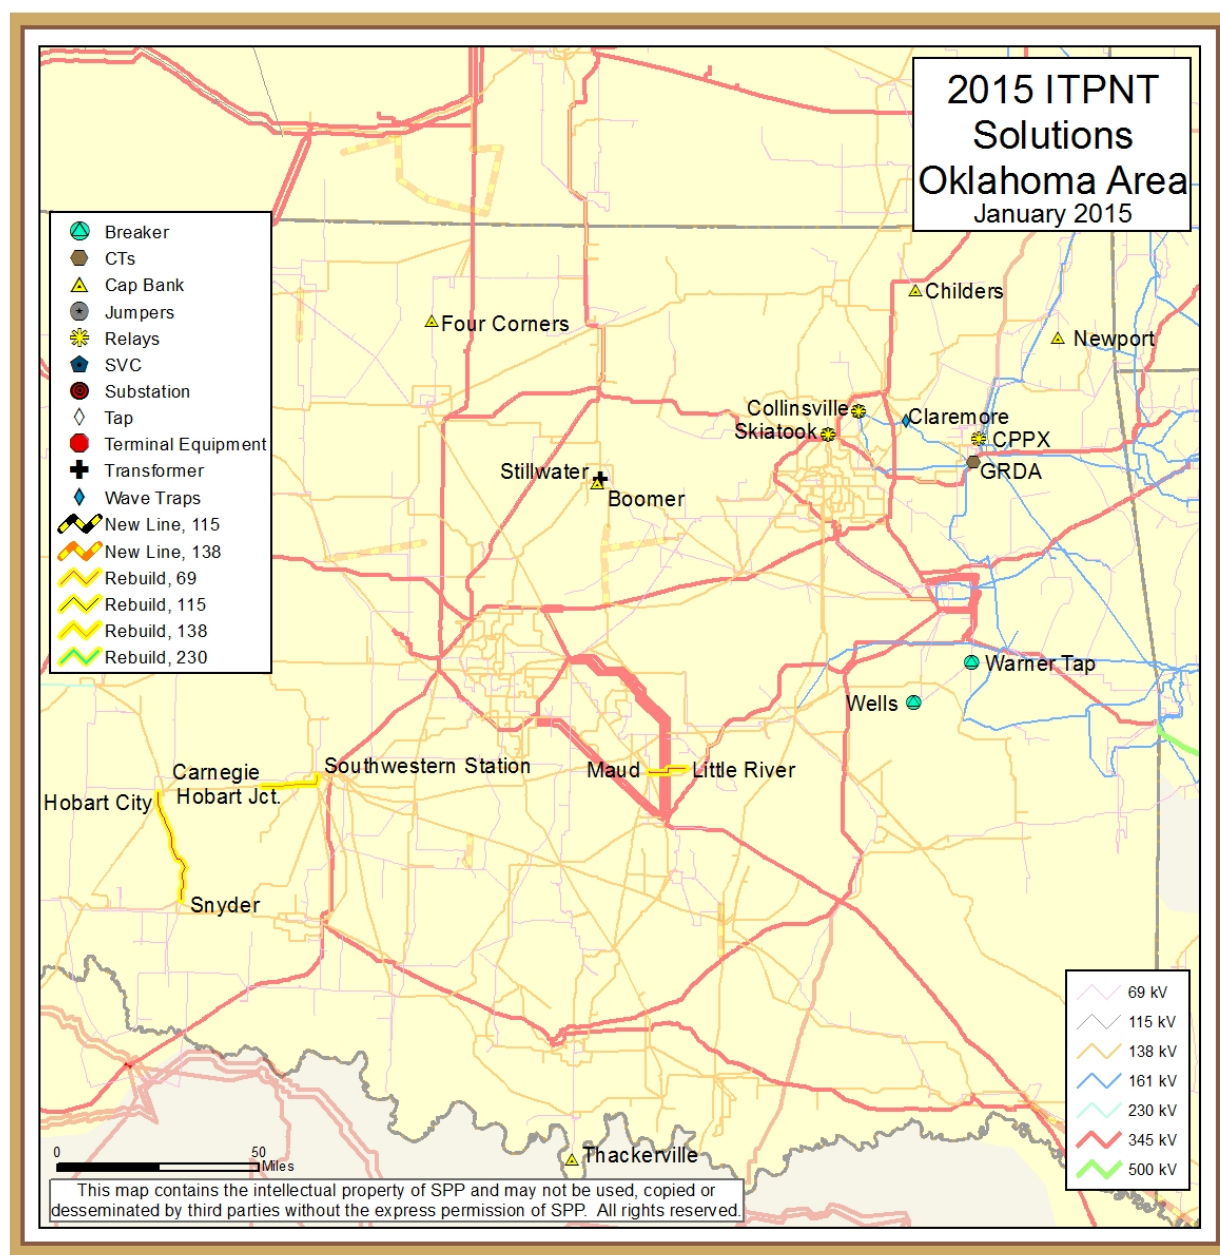 2015 ITPNT
Solutions
Oklahoma Area
January 2015
Breaker
CTs
Cap Bank
Jumpers
Relays
SVC
Substation
Tap
Terminal Equipment
Transformer
Wave Traps
New Line, 115
New Line, 138
Rebuild, 69
Rebuild, 115
Rebuild, 138
Rebuild, 230
Childers
Four Corners
Newport
Collinsville
Claremore
Skiatook
CPPX
GRDA
Stillwater
Boomer
Warner Tap
Wells
Southwestern Station
Carnegie
Hobart Jct.
Maud
Little River
Hobart City
Snyder
Thackerville
69 kV
115 kV
138 kV
161 kV
230 kV
345 kV
500 kV
0 50
Miles
This map contains the intellectual property of SPP and may not be used, copied or
desseminated by third parties without the express permission of SPP. All rights reserved.